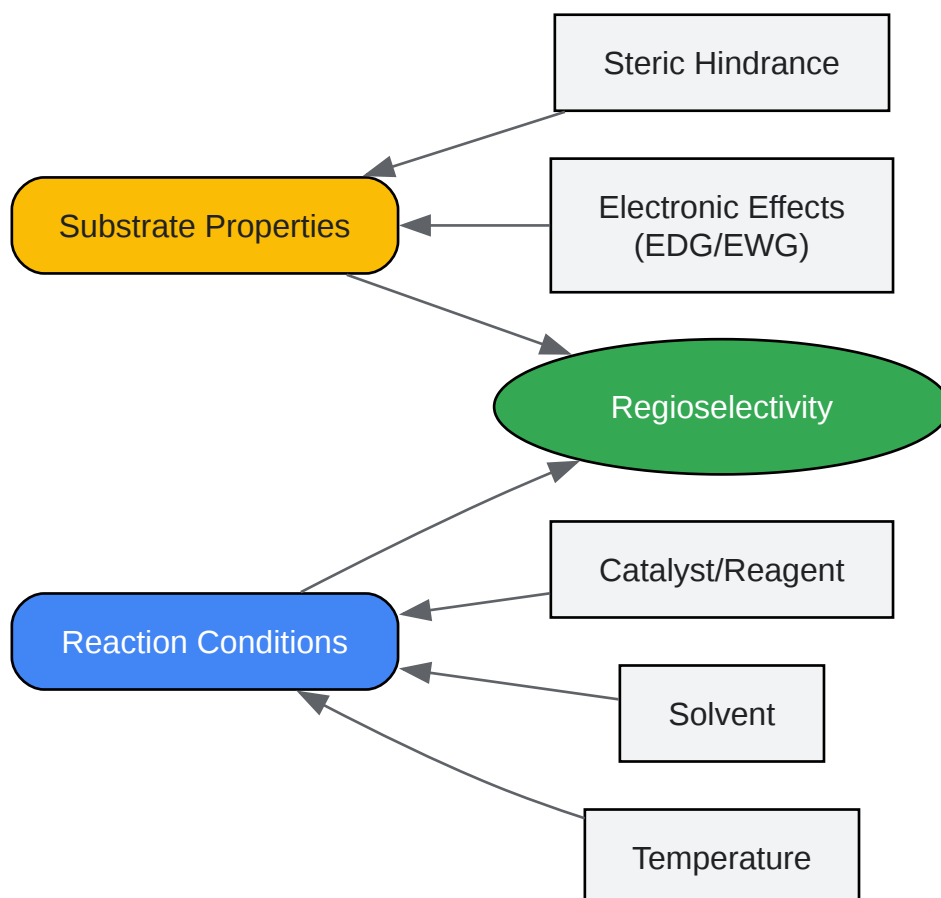 Steric Hindrance
Substrate Properties
Electronic Effects
(EDG/EWG)
Regioselectivity
Catalyst/Reagent
Reaction Conditions
Solvent
Temperature